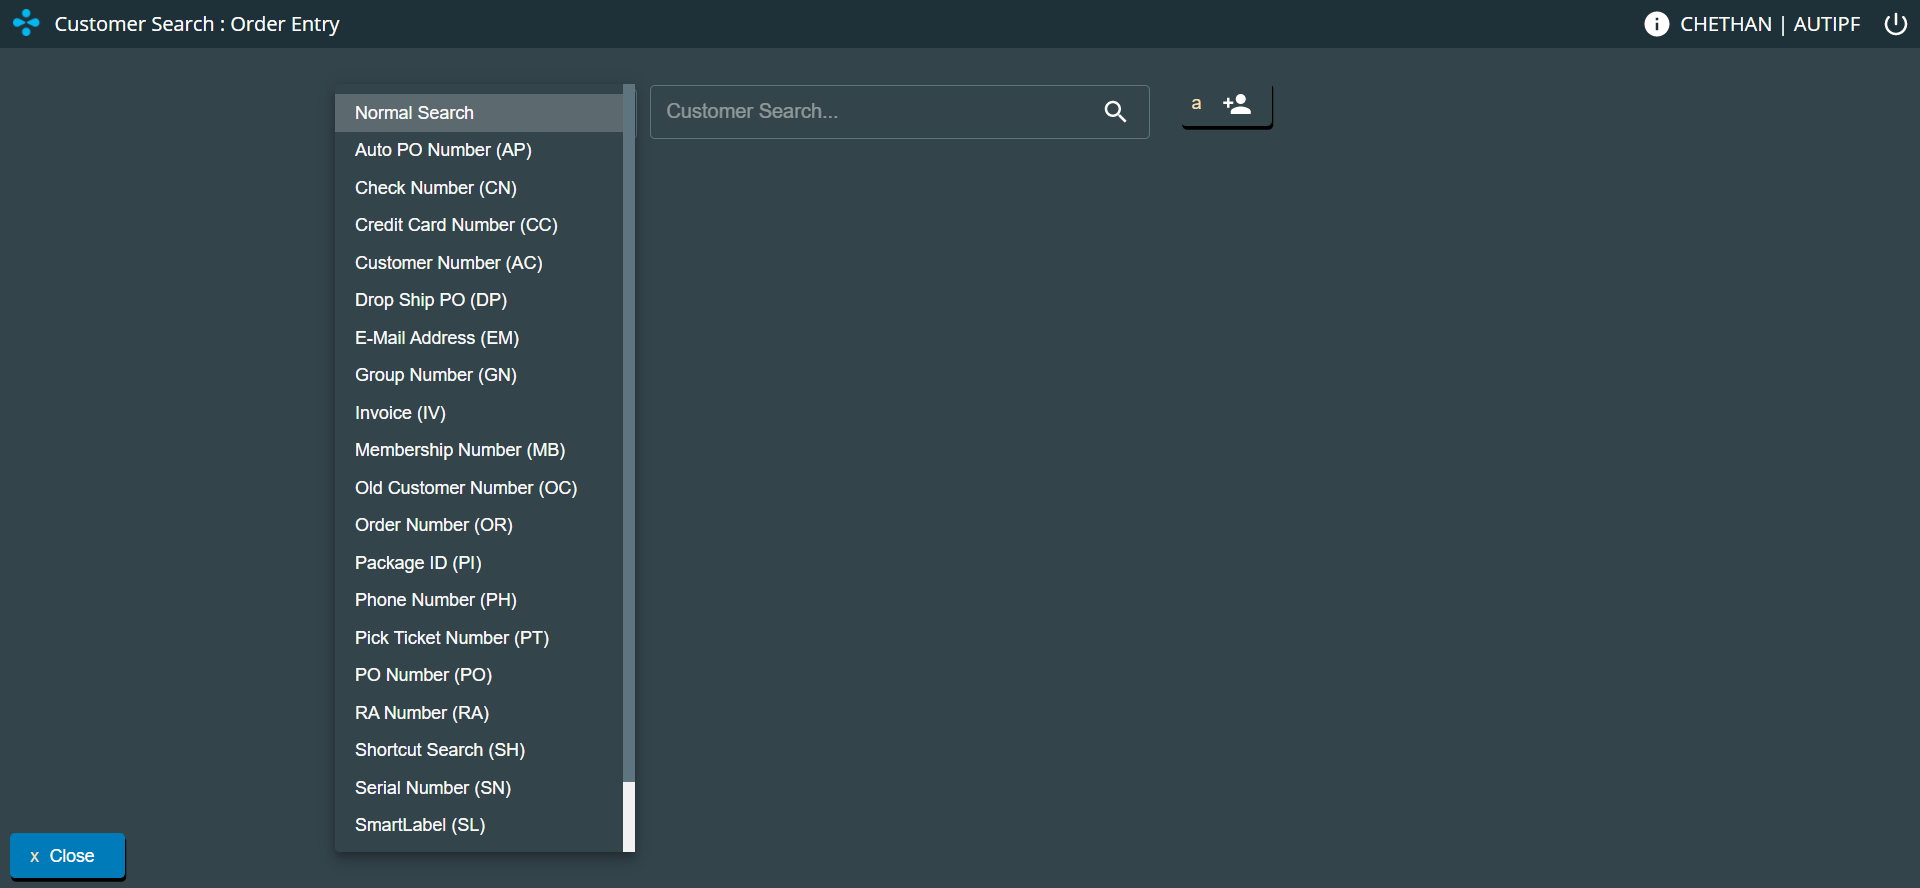 Customer Search : Order Entry
CHETHAN | AUTIPF
Normal Search
Customer Search...
a
Auto PO Number (AP)
Check Number (CN)
Credit Card Number (CC)
Customer Number (AC)
Drop Ship PO (DP)
E-Mail Address (EM)
Group Number (GN)
Invoice (IV)
Membership Number (MB)
Old Customer Number (OC)
Order Number (OR)
Package ID (PI)
Phone Number (PH)
Pick Ticket Number (PT)
PO Number (PO)
RA Number (RA)
Shortcut Search (SH)
Serial Number (SN)
SmartLabel (SL)
x Close